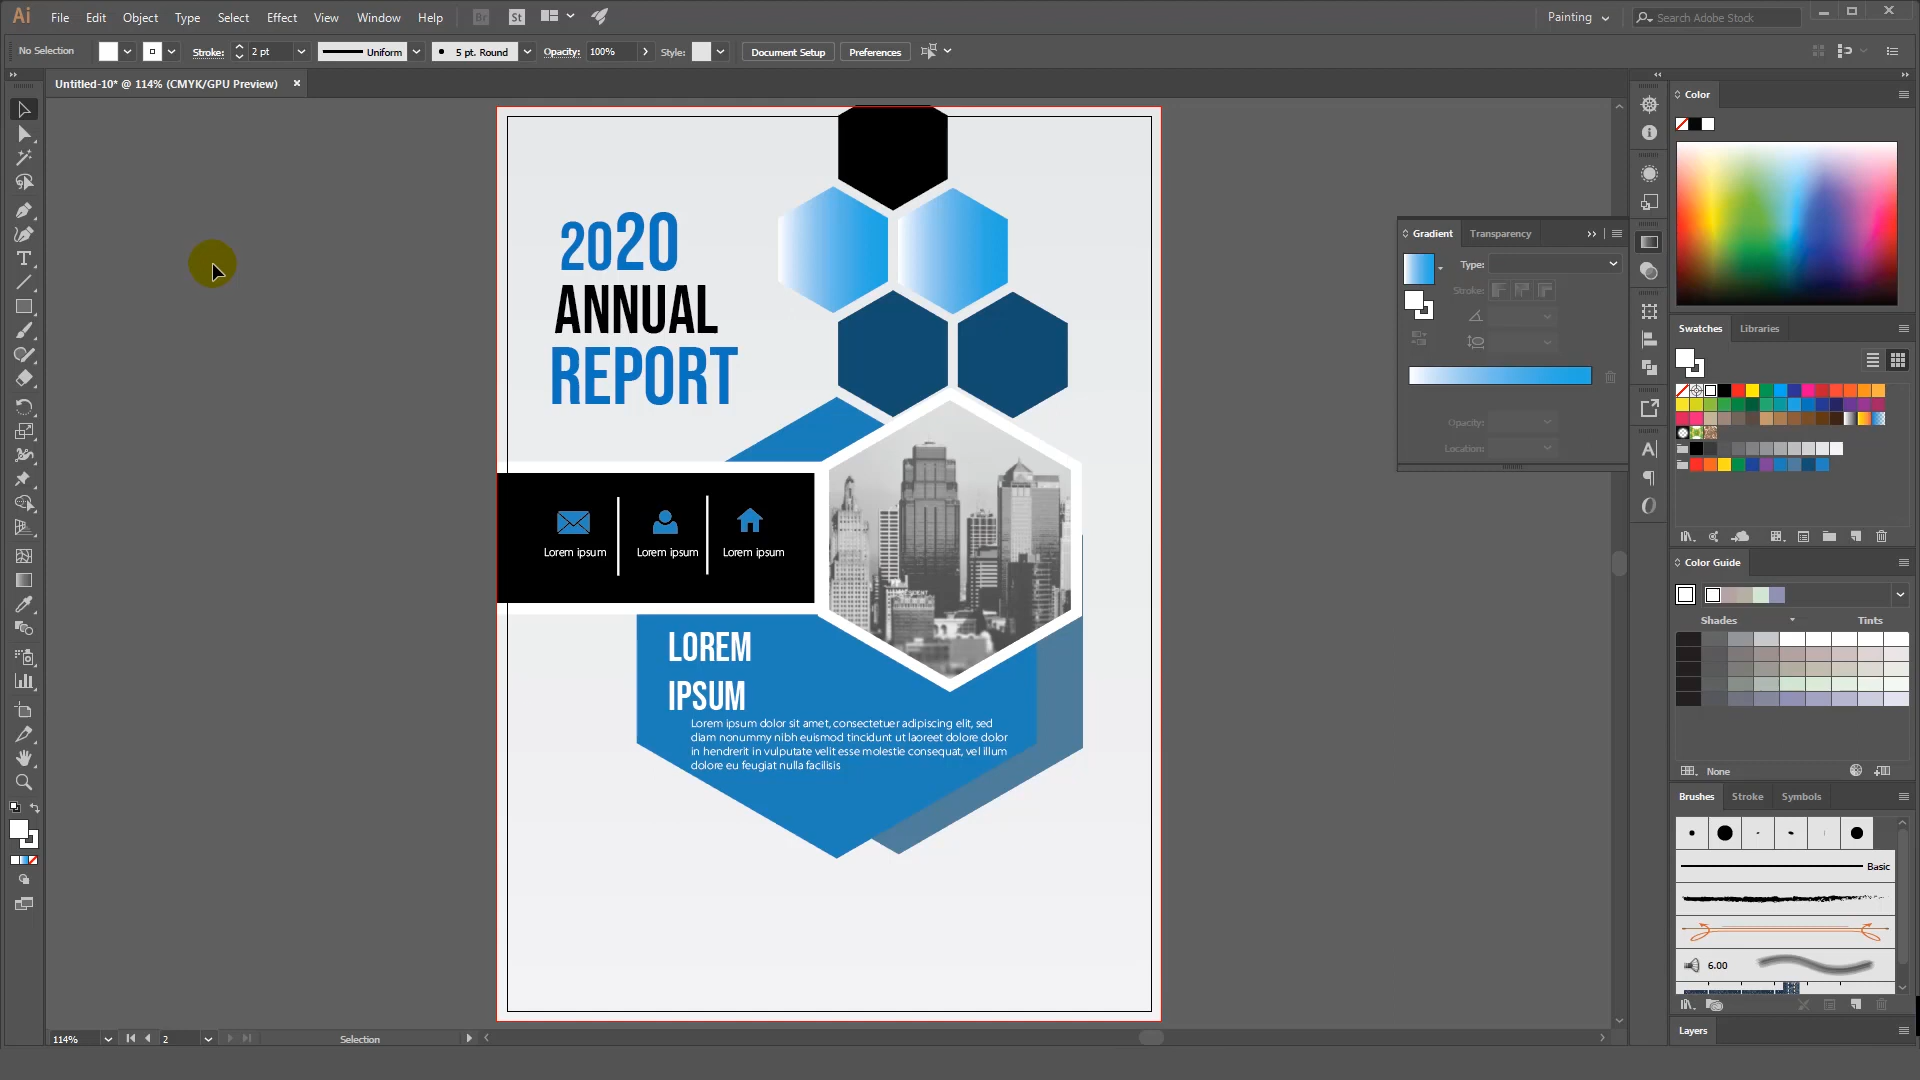 Ai File Edit Object Type Select Effect View Window Help Br St Painting Search Adobe Stock
No Selection Stroke: 2 pt Uniform 5 pt. Round Opacity: 100% Style: Document Setup Preferences
Untitled-10* @ 114% (CMYK/GPU Preview)
2020
ANNUAL
REPORT
Lorem ipsum Lorem ipsum Lorem ipsum
LOREM
IPSUM
Lorem ipsum dolor sit amet, consectetuer adipiscing elit, sed
diam nonummy nibh euismod tincidunt ut laoreet dolore dolor
in hendrerit in vulputate velit esse molestie consequat, vel illum
dolore eu feugiat nulla facilisis
Gradient Transparency
Type:
Stroke:
Opacity:
Location:
Color
Swatches Libraries
Color Guide
Shades Tints
None
Brushes Stroke Symbols
Basic
6.00
Layers
114% 2 Selection